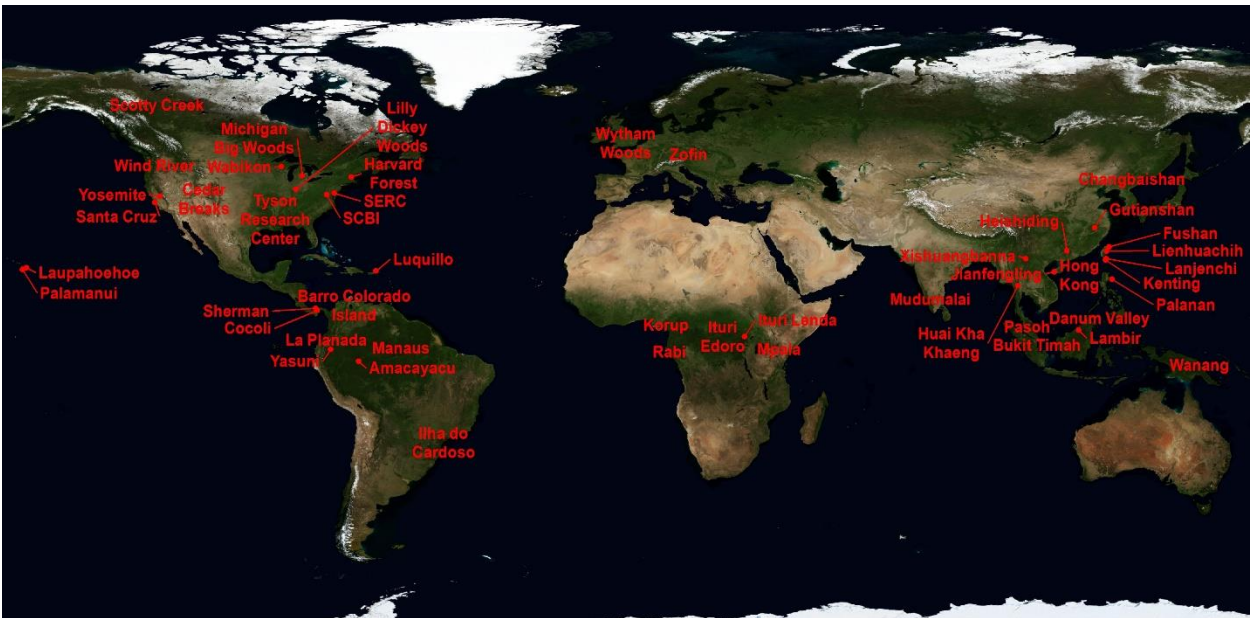 Scotty Creek
Michigan
Big Woods
Wabikon
Lilly
Dickey
Woods
Harvard
Forest
SERC
SCBI
Wind River
Yosemite
Santa Cruz
Cedar
Breaks
Tyson
Research
Center
Laupahoehoe
Palamanui
Luquillo
Barro Colorado
Island
Sherman
Cocoli
La Planada
Yasuni
Manaus
Amacayacu
Ilha do
Cardoso
Wytham
Woods
Zofin
Korup
Rabi
Ituri
Edoro
Ituri Lenda
Mpala
Changbaishan
Gutianshan
Heishiding
Fushan
Lienhuachih
Lanjenchi
Kenting
Palanan
Xishuangbanna
Jianfengling
Hong
Kong
Mudumalai
Huai Kha
Khaeng
Pasoh
Bukit Timah
Danum Valley
Lambir
Wanang